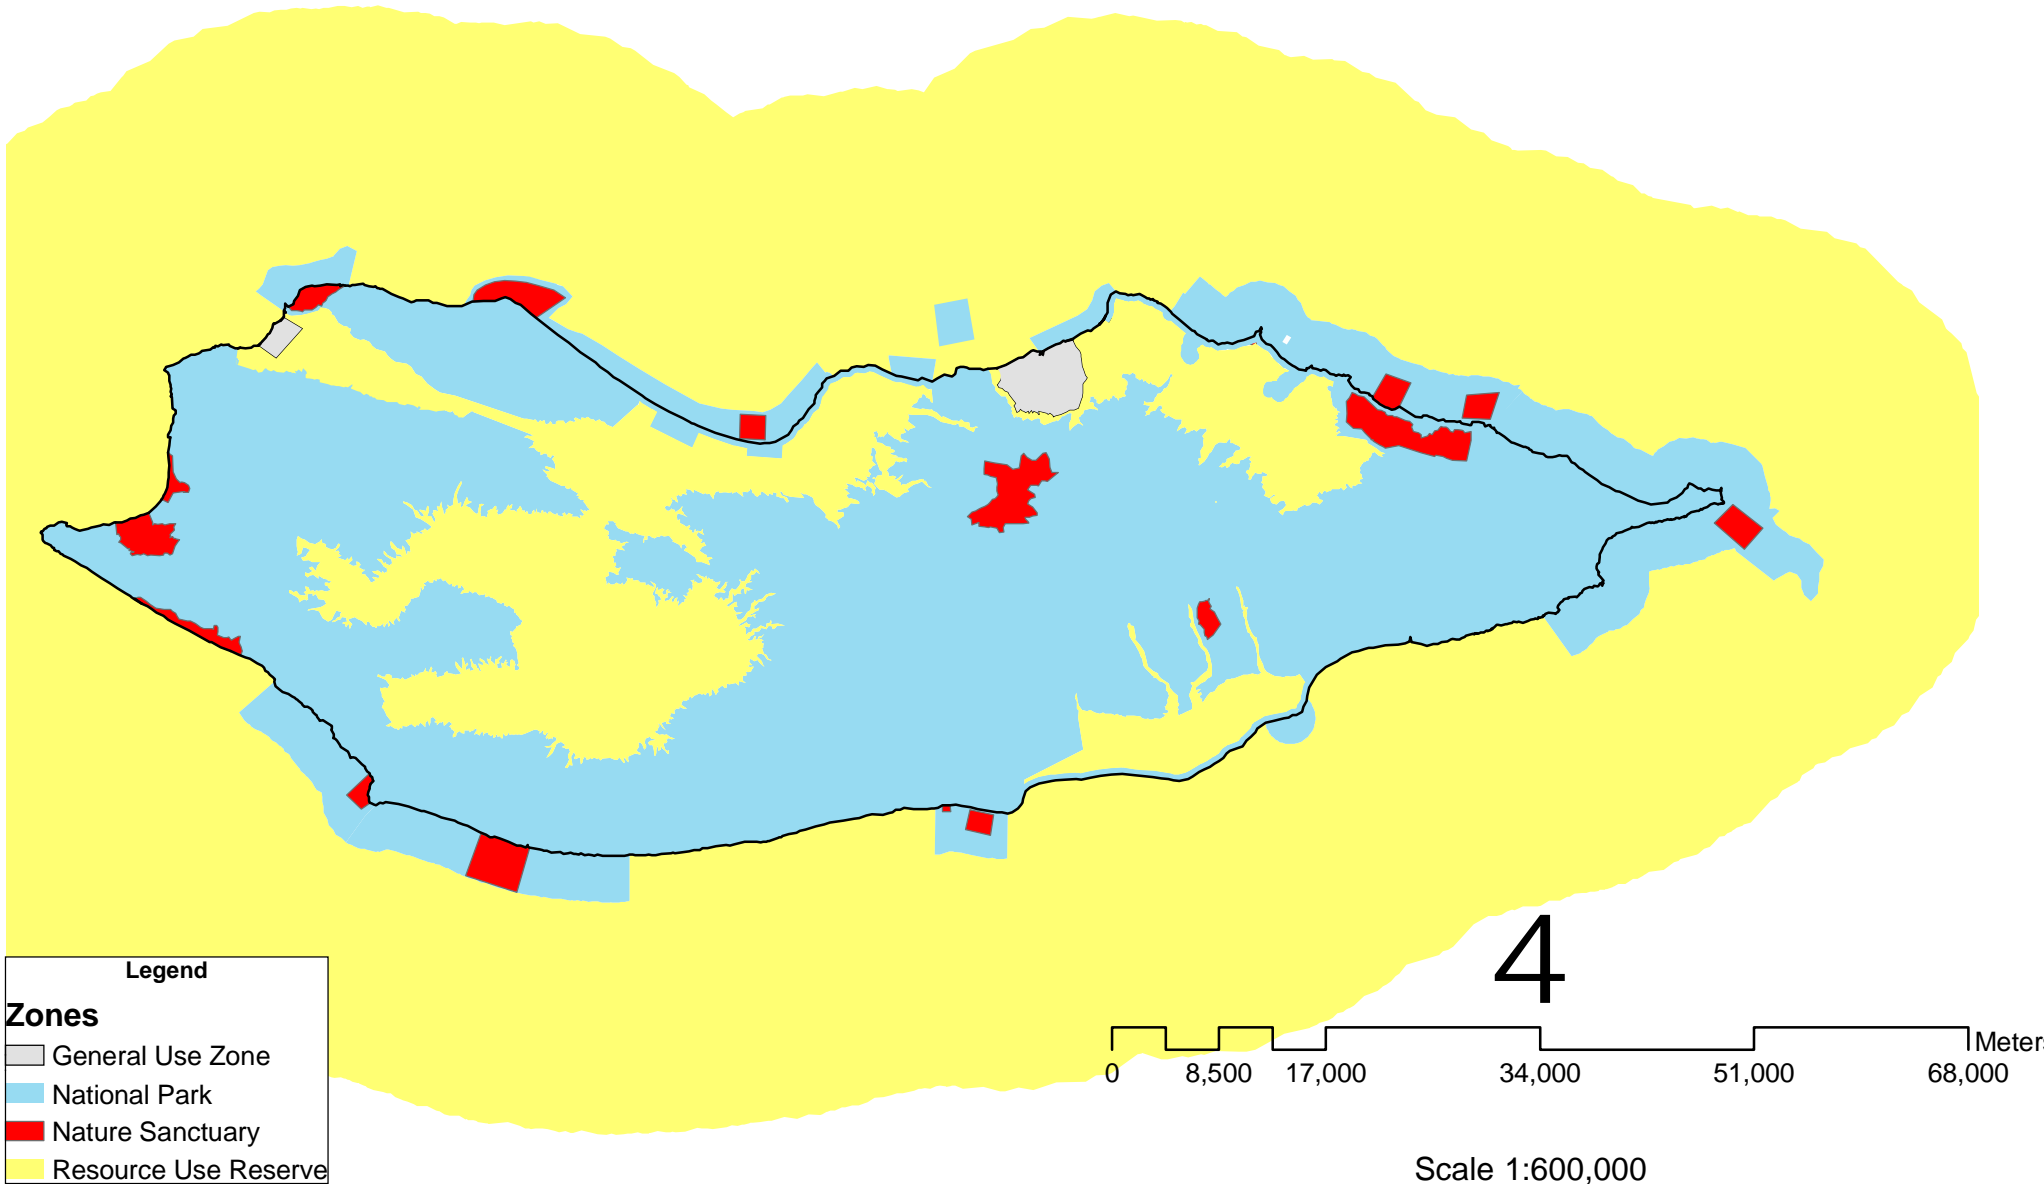 4
Meter
0 8,500 17,000 34,000 51,000 68,000
Scale 1:600,000
Legend
Zones
General Use Zone
National Park
Nature Sanctuary
Resource Use Reserve